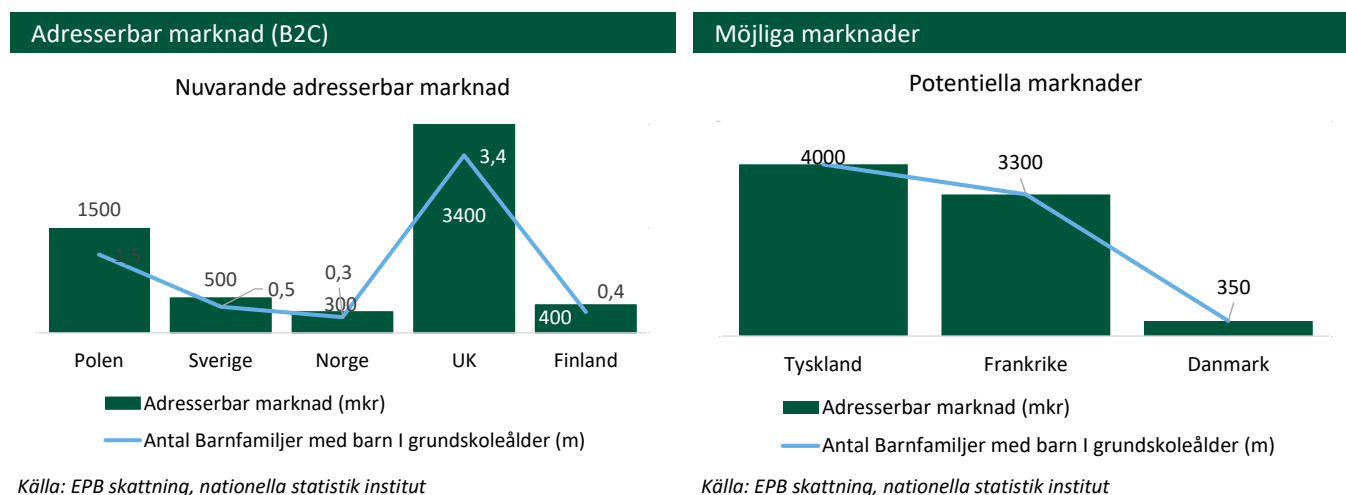 Adresserbar marknad (B2C)
Nuvarande adresserbar marknad
1500
1,5
500
0,5
0,3
300
3,4
3400
0,4
400
Polen Sverige Norge UK Finland
Adresserbar marknad (mkr)
Antal Barnfamiljer med barn I grundskoleålder (m)
Källa: EPB skattning, nationella statistik institut
Möjliga marknader
Potentiella marknader
4000
3300
350
Tyskland Frankrike Danmark
Adresserbar marknad (mkr)
Antal Barnfamiljer med barn I grundskoleålder (m)
Källa: EPB skattning, nationella statistik institut